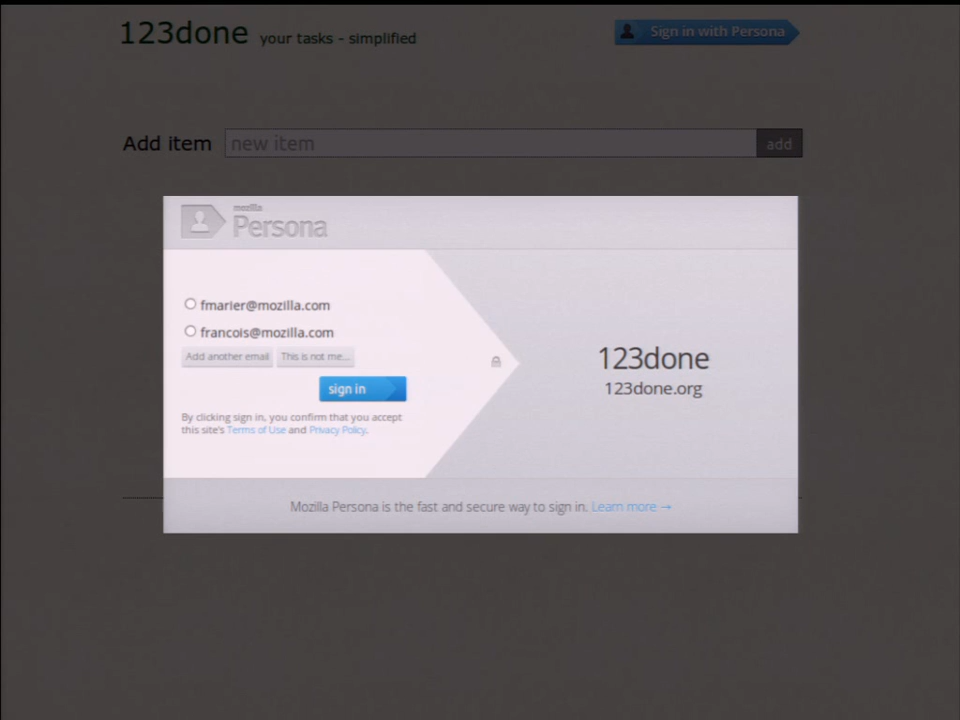 123done your tasks - simplified
Sign in with Persona
Add item new item add
mozilla
Persona
fmarier@mozilla.com
francois@mozilla.com
Add another email This is not me...
sign in
By clicking sign in, you confirm that you accept
this site's Terms of Use and Privacy Policy.
123done
123done.org
Mozilla Persona is the fast and secure way to sign in. Learn more →